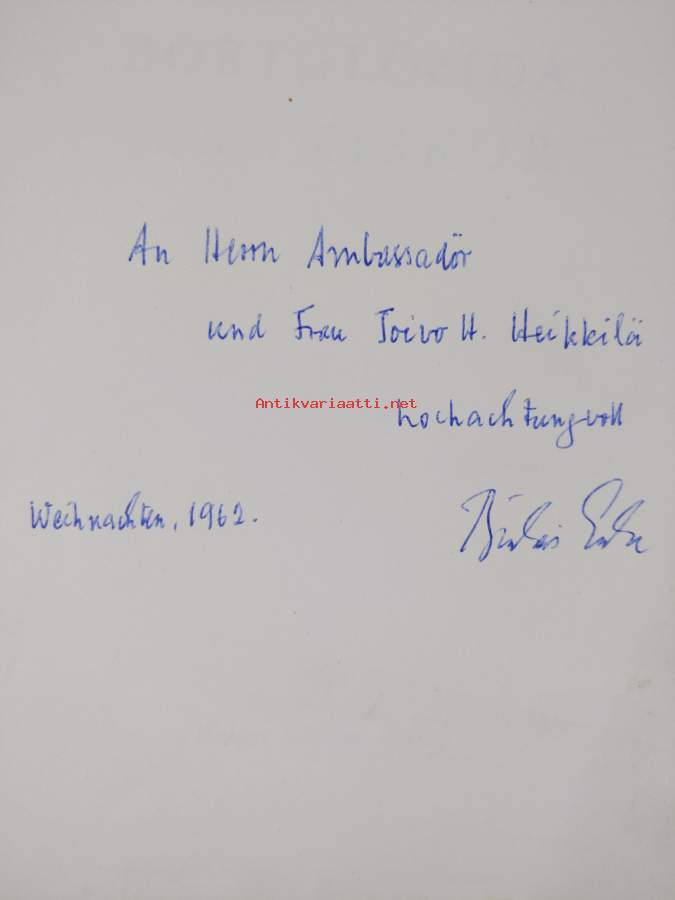 An Herrn Ambassadör
und Frau Toivo H. Heikkilä
Antikvariaatti.net
hochachtungsvoll
Weihnachten, 1962.